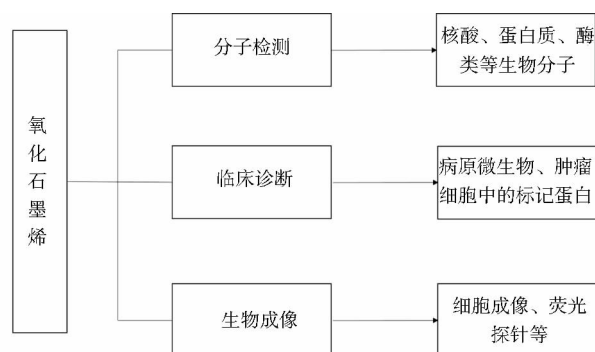 氧化石墨烯
分子检测
核酸、蛋白质、酶
类等生物分子
临床诊断
病原微生物、肿瘤
细胞中的标记蛋白
生物成像
细胞成像、荧光
探针等